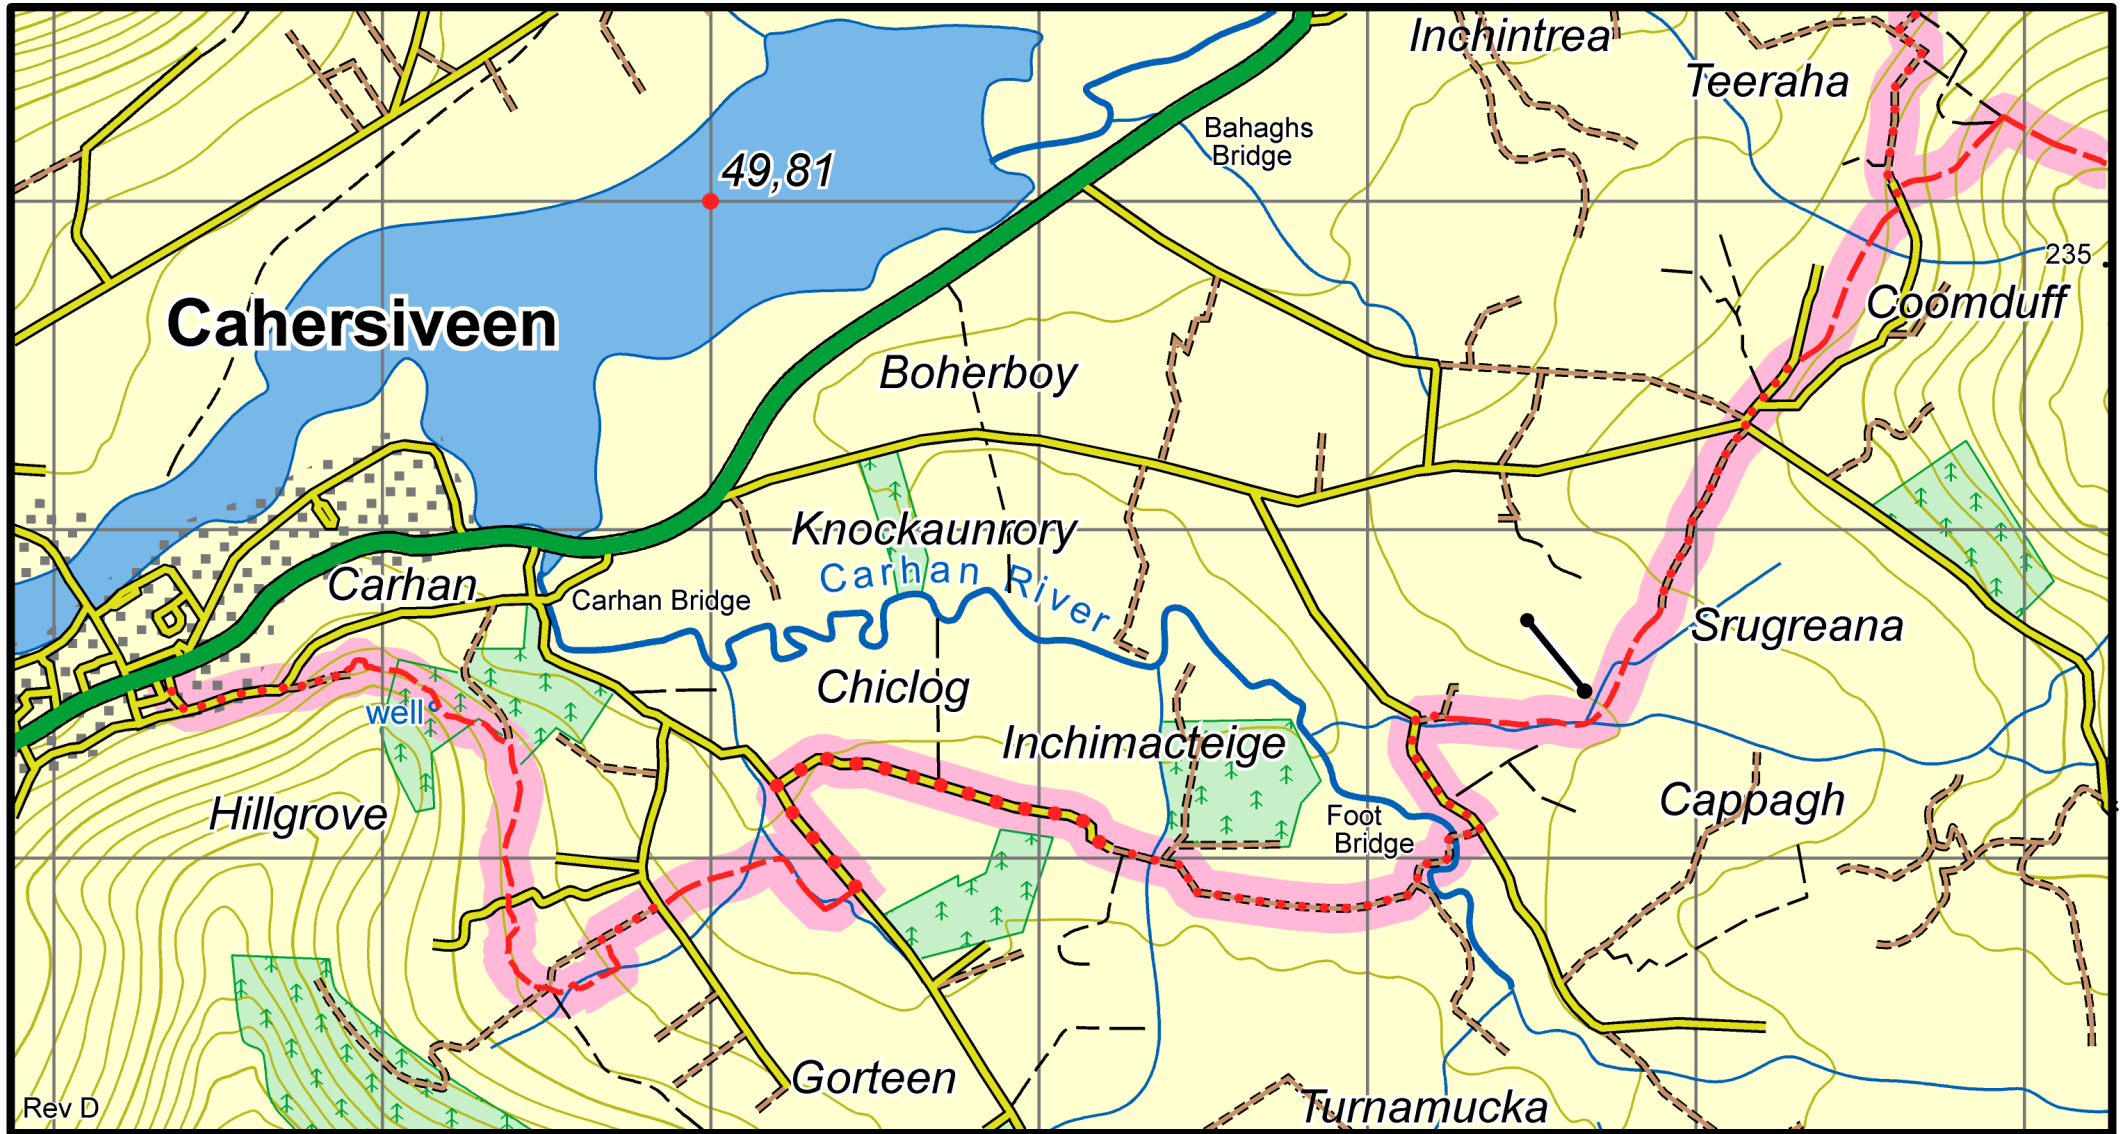 Inchintrea
Teeraha
Bahaghs
Bridge
49,81
235
Coomduff
Cahersiveen
Boherboy
Knockaunrory
Carhan River
Carhan
Carhan Bridge
Srugreana
Chiclog
well
Inchimacteige
Hillgrove
Foot
Bridge
Cappagh
Gorteen
Turnamucka
Rev D